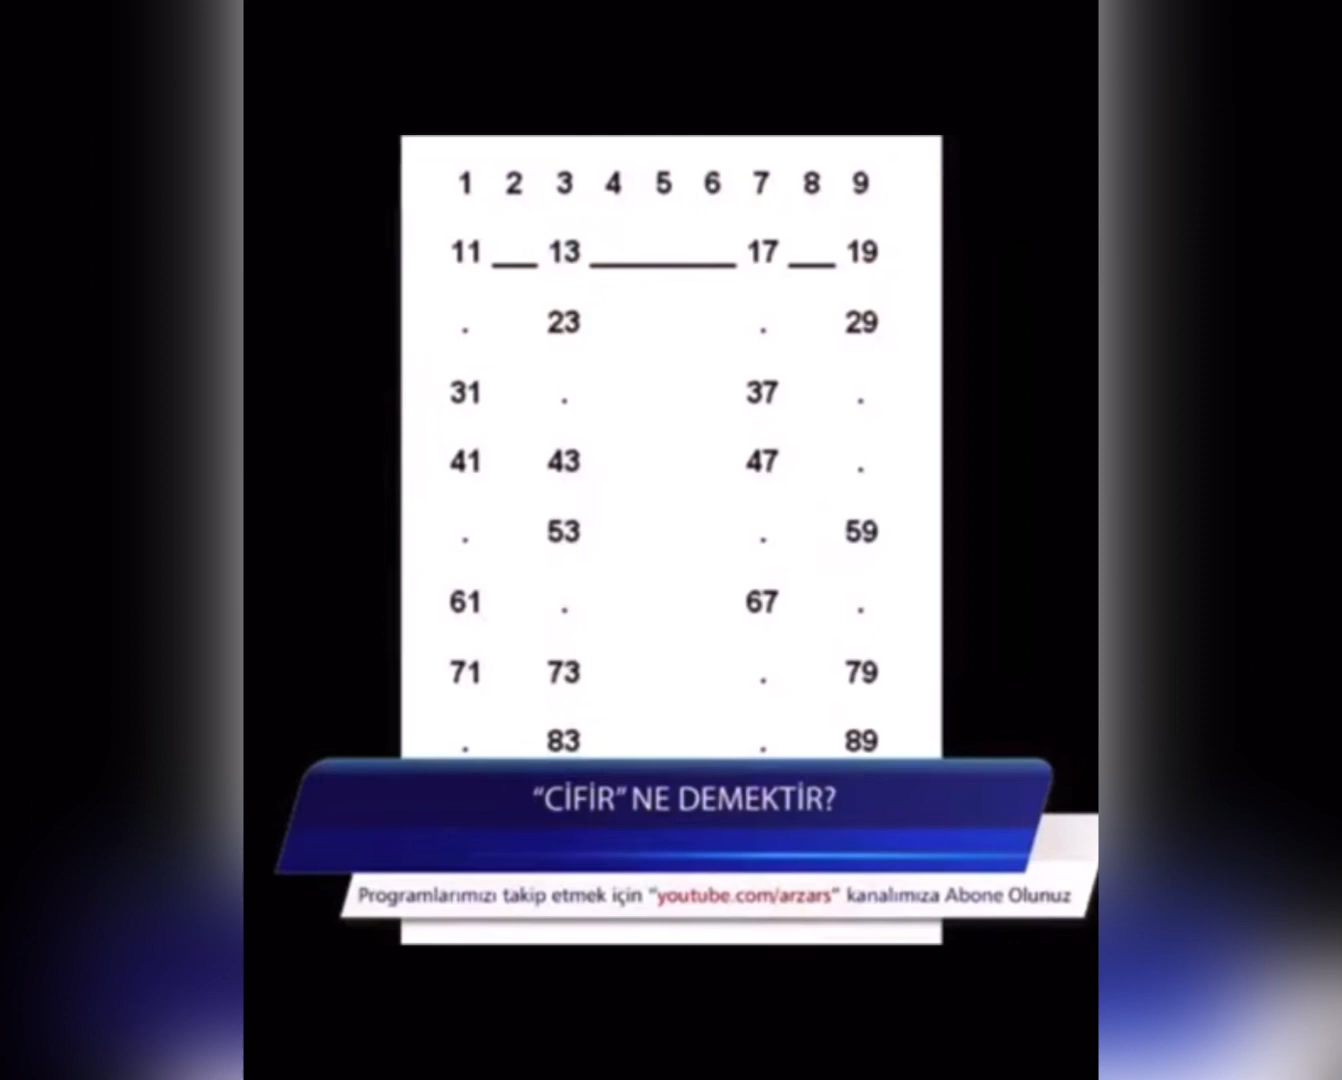 1 2 3 4 5 6 7 8 9
11 __ 13 ______ 17 __ 19
. 23 . 29
31 . 37 .
41 43 47 .
. 53 . 59
61 . 67 .
71 73 . 79
. 83 . 89
“CİFİR” NE DEMEKTİR?
Programlarımızı takip etmek için “youtube.com/arzars” kanalımıza Abone Olunuz